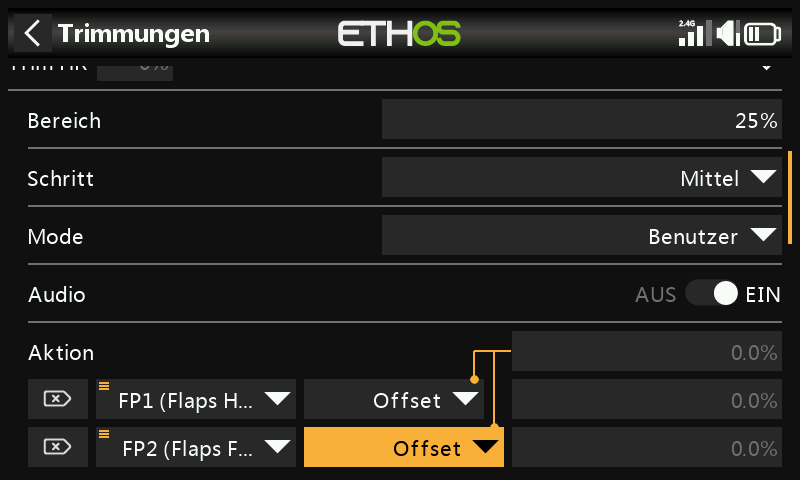 Trimmungen
ETHOS
2.4G
Bereich 25%
Schritt Mittel
Mode Benutzer
Audio AUS EIN
Aktion 0.0%
FP1 (Flaps H... Offset 0.0%
FP2 (Flaps F... Offset 0.0%